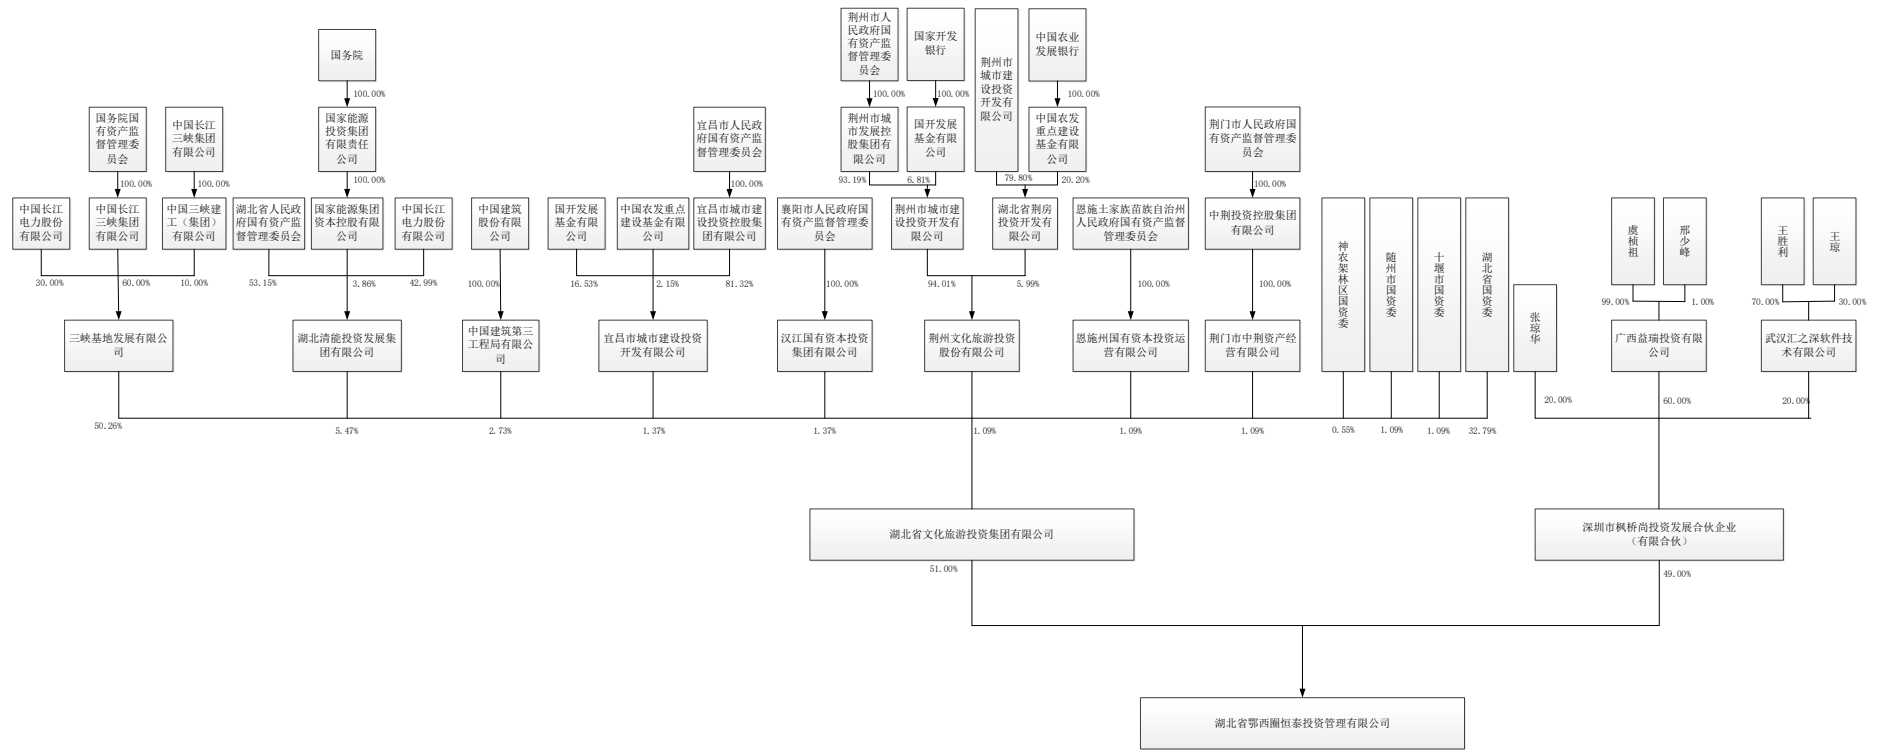 国务院
荆州市人
民政府国
有资产监
督管理委
员会
国家开发
银行
荆州市
城市建
设投资
开发有
限公司
中国农业
发展银行
100.00%
100.00%
100.00%
100.00%
国务院国
有资产监
督管理委
员会
中国长江
三峡集团
有限公司
国家能源
投资集团
有限责任
公司
宜昌市人民政
府国有资产监
督管理委员会
荆州市城
市发展控
股集团有
限公司
国开发展
基金有限
公司
中国农发
重点建设
基金有限
公司
荆门市人民政府国
有资产监督管理委
员会
100.00%
100.00%
100.00%
100.00%
93.19%
6.81%
79.80%
20.20%
100.00%
中国长江
电力股份
有限公司
中国长江
三峡集团
有限公司
中国三峡建
工（集团）
有限公司
湖北省人民政
府国有资产监
督管理委员会
国家能源集团
资本控股有限
公司
中国长江
电力股份
有限公司
中国建筑
股份有限
公司
国开发展
基金有限
公司
中国农发重点
建设基金有限
公司
宜昌市城市建
设投资控股集
团有限公司
襄阳市人民政府国
有资产监督管理委
员会
荆州市城市建
设投资开发有
限公司
湖北省荆房
投资开发有
限公司
恩施土家族苗族自治州
人民政府国有资产监督
管理委员会
中荆投资控股集团
有限公司
神农架林区国资委
随州市国资委
十堰市国资委
湖北省国资委
虞桢祖
邢少峰
王胜利
王琼
30.00%
60.00%
10.00%
53.15%
3.86%
42.99%
100.00%
16.53%
2.15%
81.32%
100.00%
94.01%
5.99%
100.00%
100.00%
99.00%
1.00%
70.00%
30.00%
三峡基地发展有限公
司
湖北清能投资发展集
团有限公司
中国建筑第三
工程局有限公
司
宜昌市城市建设投资
开发有限公司
汉江国有资本投资
集团有限公司
荆州文化旅游投资
股份有限公司
恩施州国有资本投资运
营有限公司
荆门市中荆资产经
营有限公司
张琼华
广西益瑞投资有限
公司
武汉汇之深软件技
术有限公司
50.26%
5.47%
2.73%
1.37%
1.37%
1.09%
1.09%
1.09%
0.55%
1.09%
1.09%
32.79%
20.00%
60.00%
20.00%
湖北省文化旅游投资集团有限公司
深圳市枫桥尚投资发展合伙企业
（有限合伙）
51.00%
49.00%
湖北省鄂西圈恒泰投资管理有限公司